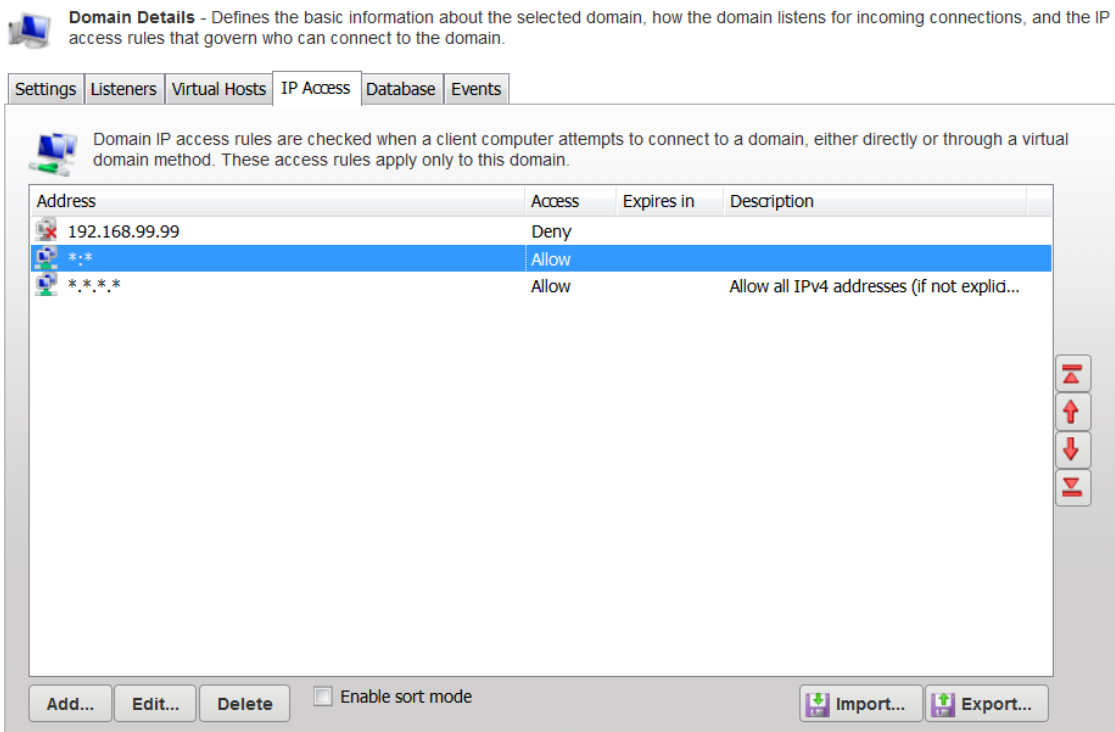 Domain Details - Defines the basic information about the selected domain, how the domain listens for incoming connections, and the IP
access rules that govern who can connect to the domain.
Settings Listeners Virtual Hosts IP Access Database Events
Domain IP access rules are checked when a client computer attempts to connect to a domain, either directly or through a virtual
domain method. These access rules apply only to this domain.
Address Access Expires in Description
192.168.99.99 Deny
*:* Allow
*.*.*.* Allow Allow all IPv4 addresses (if not explici...
Add... Edit... Delete Enable sort mode Import... Export...